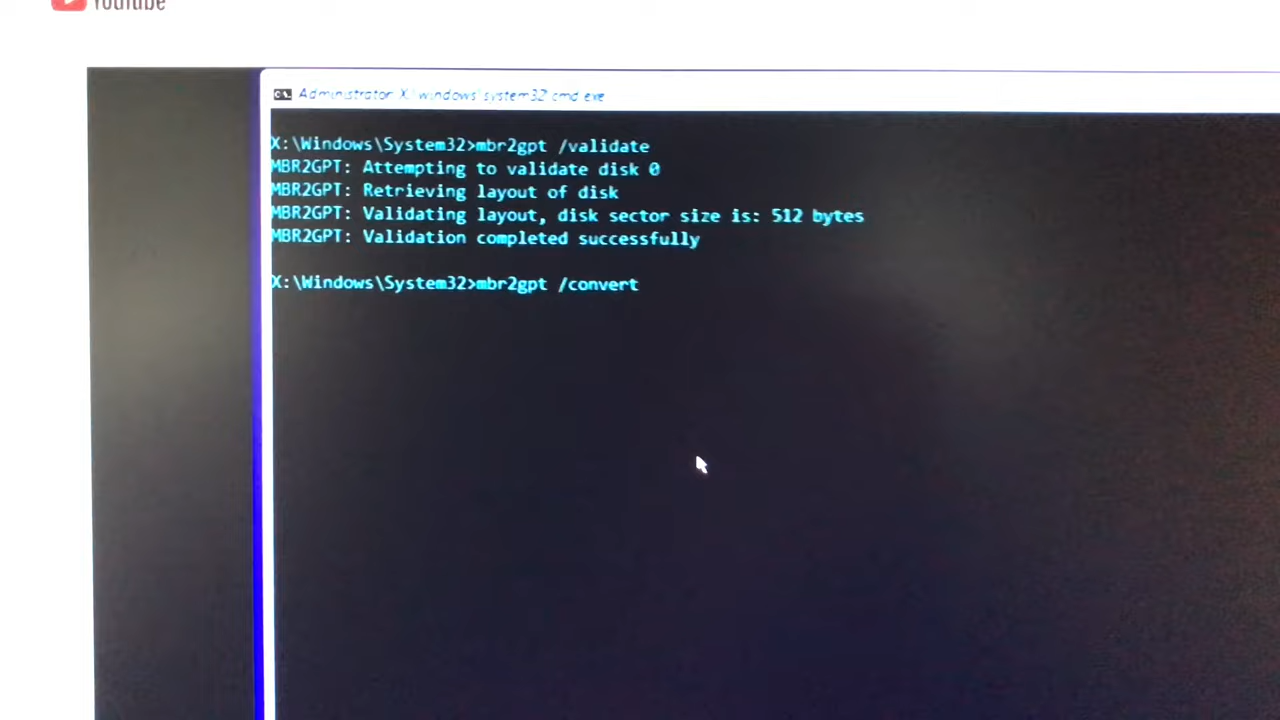 YouTube
Administrator: X:\windows\system32\cmd.exe
X:\Windows\System32>mbr2gpt /validate
MBR2GPT: Attempting to validate disk 0
MBR2GPT: Retrieving layout of disk
MBR2GPT: Validating layout, disk sector size is: 512 bytes
MBR2GPT: Validation completed successfully
X:\Windows\System32>mbr2gpt /convert